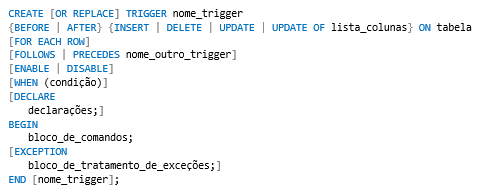 CREATE [OR REPLACE] TRIGGER nome_trigger
{BEFORE | AFTER} {INSERT | DELETE | UPDATE | UPDATE OF lista_colunas} ON tabela
[FOR EACH ROW]
[FOLLOWS | PRECEDES nome_outro_trigger]
[ENABLE | DISABLE]
[WHEN (condição)]
[DECLARE
declarações;]
BEGIN
bloco_de_comandos;
[EXCEPTION
bloco_de_tratamento_de_exceções;]
END [nome_trigger];